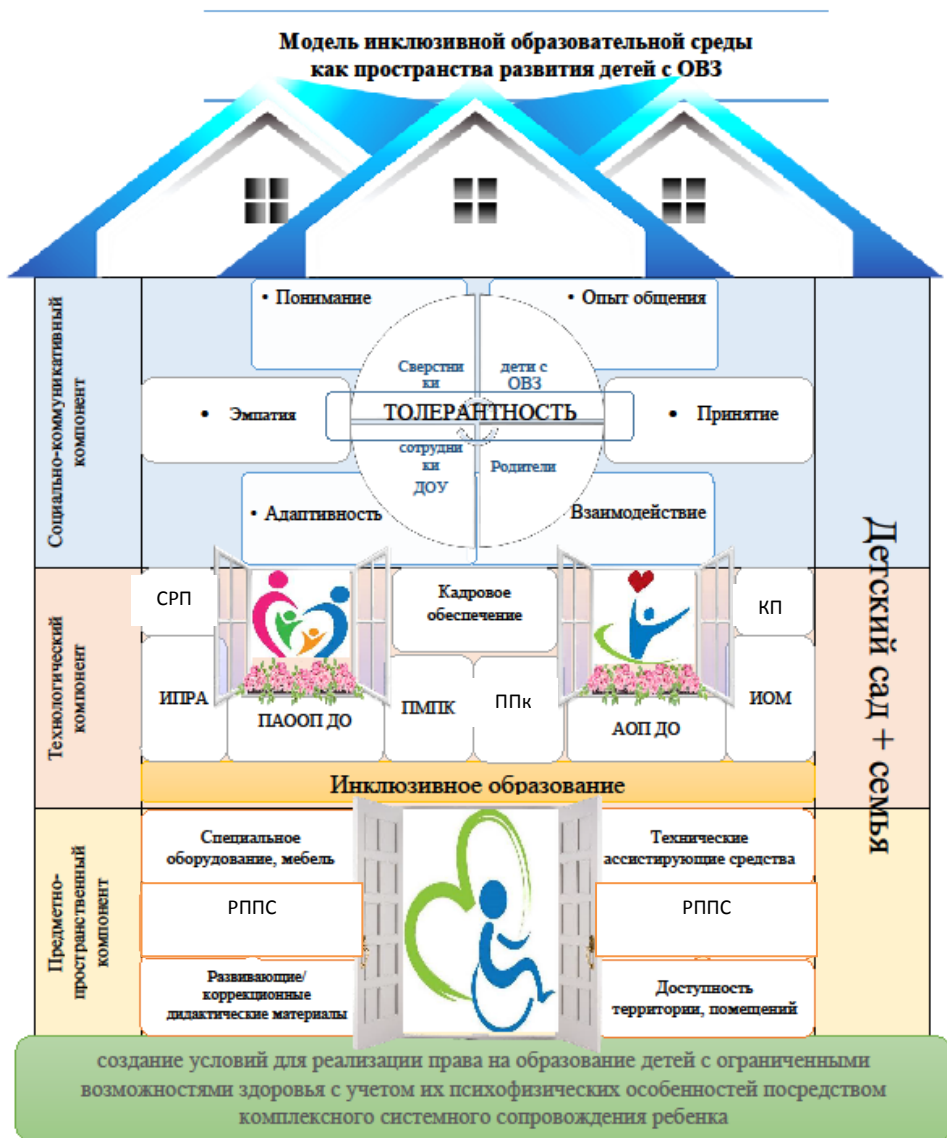 Модель инклюзивной образовательной среды
как пространства развития детей с ОВЗ
Социально-коммуникативный
компонент
• Понимание
• Опыт общения
Сверстни
ки
дети с
ОВЗ
• Эмпатия
ТОЛЕРАНТНОСТЬ
• Принятие
сотрудни
ки
ДОУ
Родители
• Адаптивность
Взаимодействие
Детский сад + семья
Технологический
компонент
СРП
Кадровое
обеспечение
КП
ИПРА
ПАООП ДО
ПМПК
ППк
АОП ДО
ИОМ
Инклюзивное образование
Предметно-
пространственный
компонент
Специальное
оборудование, мебель
Технические
ассистирующие средства
РППС
РППС
Развивающие/
коррекционные
дидактические материалы
Доступность
территории, помещений
создание условий для реализации права на образование детей с ограниченными
возможностями здоровья с учетом их психофизических особенностей посредством
комплексного системного сопровождения ребенка